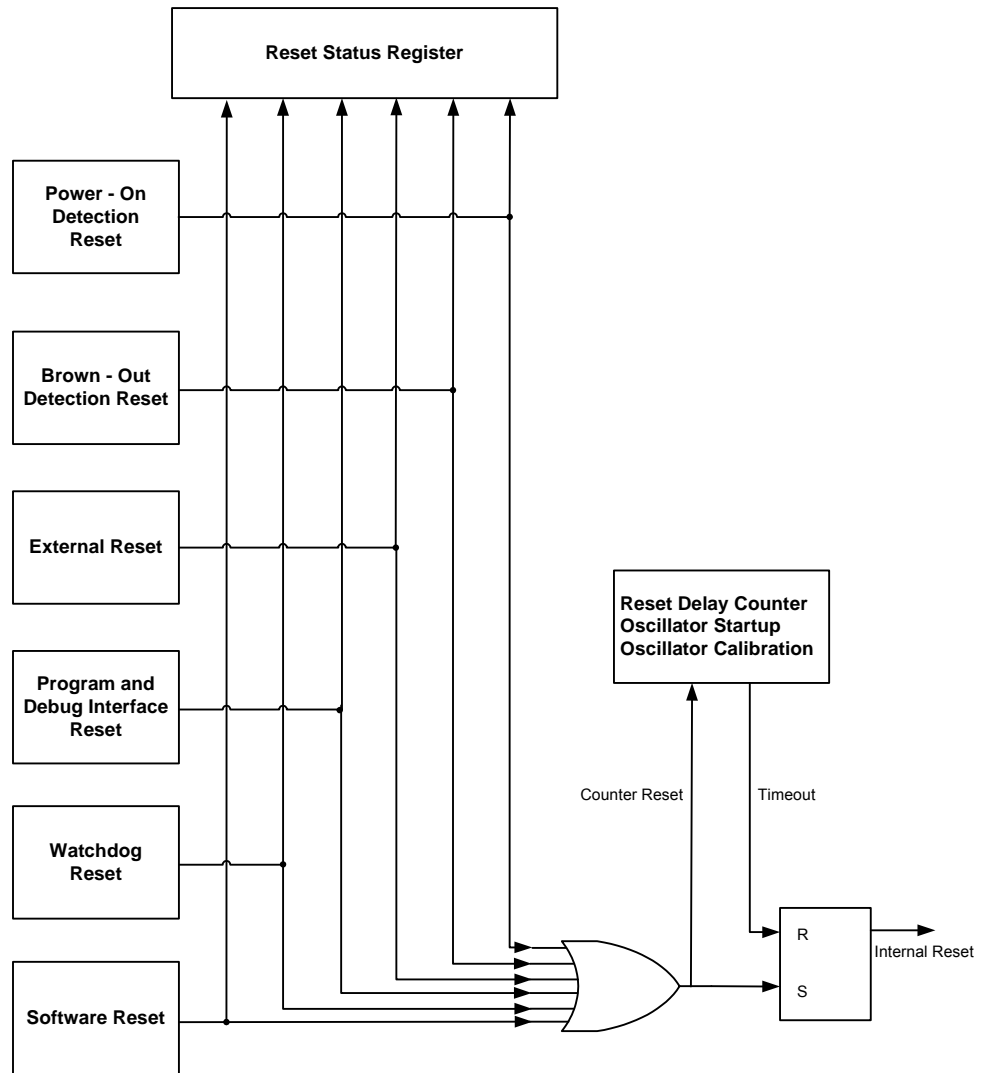 Reset Status Register
Power - On
Detection
Reset
Brown - Out
Detection Reset
External Reset
Program and
Debug Interface
Reset
Watchdog
Reset
Software Reset
Reset Delay Counter
Oscillator Startup
Oscillator Calibration
Counter Reset
Timeout
R
S
Internal Reset